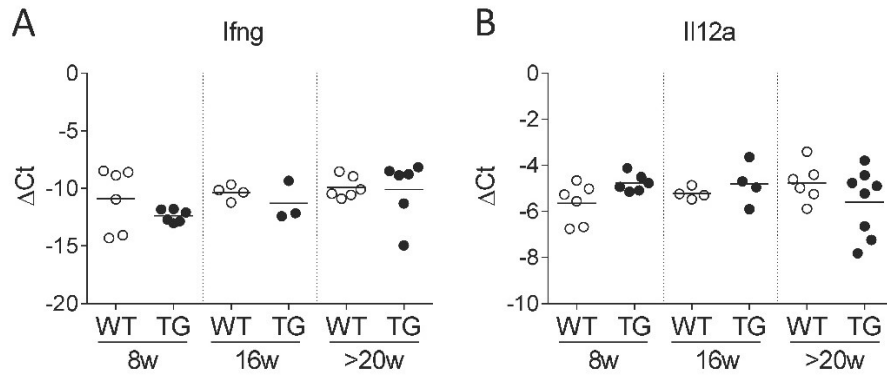 A
Ifng
0
-5
-10
-15
-20
ΔCt
WT TG WT TG WT TG
8w 16w >20w
B
Il12a
0
-2
-4
-6
-8
-10
ΔCt
WT TG WT TG WT TG
8w 16w >20w